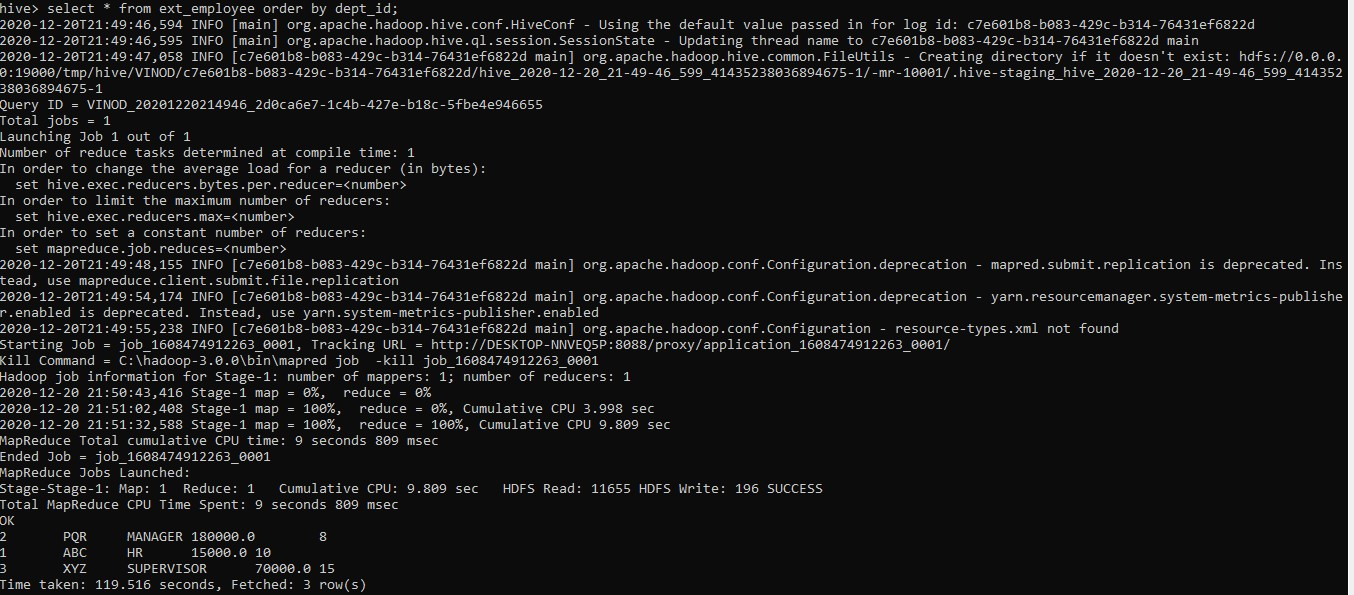 hive> select * from ext_employee order by dept_id;
2020-12-20T21:49:46,594 INFO [main] org.apache.hadoop.hive.conf.HiveConf - Using the default value passed in for log id: c7e601b8-b083-429c-b314-76431ef6822d
2020-12-20T21:49:46,595 INFO [main] org.apache.hadoop.hive.ql.session.SessionState - Updating thread name to c7e601b8-b083-429c-b314-76431ef6822d main
2020-12-20T21:49:47,058 INFO [c7e601b8-b083-429c-b314-76431ef6822d main] org.apache.hadoop.hive.common.FileUtils - Creating directory if it doesn't exist: hdfs://0.0.0.
0:19000/tmp/hive/VINOD/c7e601b8-b083-429c-b314-76431ef6822d/hive_2020-12-20_21-49-46_599_41435238036894675-1/-mr-10001/.hive-staging_hive_2020-12-20_21-49-46_599_414352
38036894675-1
Query ID = VINOD_20201220214946_2d0ca6e7-1c4b-427e-b18c-5fbe4e946655
Total jobs = 1
Launching Job 1 out of 1
Number of reduce tasks determined at compile time: 1
In order to change the average load for a reducer (in bytes):
  set hive.exec.reducers.bytes.per.reducer=<number>
In order to limit the maximum number of reducers:
  set hive.exec.reducers.max=<number>
In order to set a constant number of reducers:
  set mapreduce.job.reduces=<number>
2020-12-20T21:49:48,155 INFO [c7e601b8-b083-429c-b314-76431ef6822d main] org.apache.hadoop.conf.Configuration.deprecation - mapred.submit.replication is deprecated. Ins
tead, use mapreduce.client.submit.file.replication
2020-12-20T21:49:54,174 INFO [c7e601b8-b083-429c-b314-76431ef6822d main] org.apache.hadoop.conf.Configuration.deprecation - yarn.resourcemanager.system-metrics-publishe
r.enabled is deprecated. Instead, use yarn.system-metrics-publisher.enabled
2020-12-20T21:49:55,238 INFO [c7e601b8-b083-429c-b314-76431ef6822d main] org.apache.hadoop.conf.Configuration - resource-types.xml not found
Starting Job = job_1608474912263_0001, Tracking URL = http://DESKTOP-NNVEQ5P:8088/proxy/application_1608474912263_0001/
Kill Command = C:\hadoop-3.0.0\bin\mapred job  -kill job_1608474912263_0001
Hadoop job information for Stage-1: number of mappers: 1; number of reducers: 1
2020-12-20 21:50:43,416 Stage-1 map = 0%,  reduce = 0%
2020-12-20 21:51:02,408 Stage-1 map = 100%,  reduce = 0%, Cumulative CPU 3.998 sec
2020-12-20 21:51:32,588 Stage-1 map = 100%,  reduce = 100%, Cumulative CPU 9.809 sec
MapReduce Total cumulative CPU time: 9 seconds 809 msec
Ended Job = job_1608474912263_0001
MapReduce Jobs Launched:
Stage-Stage-1: Map: 1  Reduce: 1   Cumulative CPU: 9.809 sec   HDFS Read: 11655 HDFS Write: 196 SUCCESS
Total MapReduce CPU Time Spent: 9 seconds 809 msec
OK
2       PQR     MANAGER 180000.0        8
1       ABC     HR      15000.0 10
3       XYZ     SUPERVISOR      70000.0 15
Time taken: 119.516 seconds, Fetched: 3 row(s)